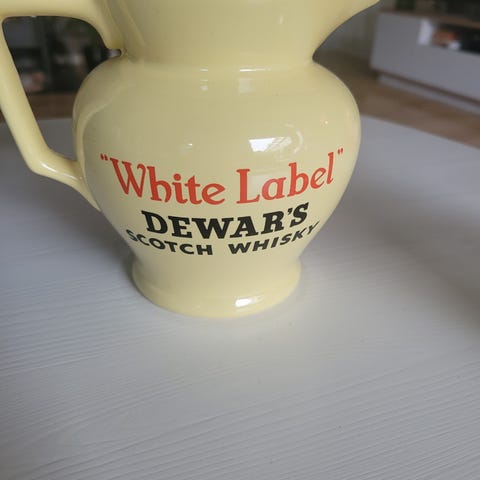 "White Label"
DEWAR'S
SCOTCH WHISKY